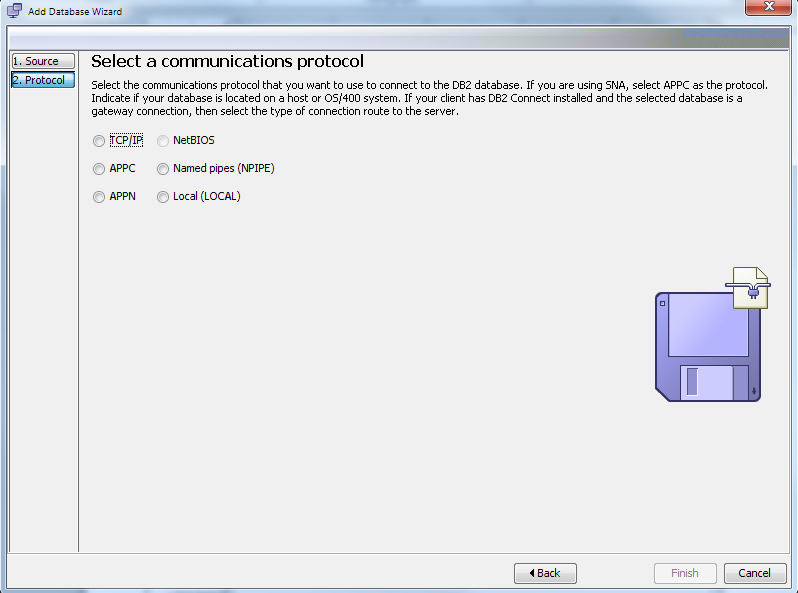 Add Database Wizard
1. Source
2. Protocol
Select a communications protocol
Select the communications protocol that you want to use to connect to the DB2 database. If you are using SNA, select APPC as the protocol.
Indicate if your database is located on a host or OS/400 system. If your client has DB2 Connect installed and the selected database is a
gateway connection, then select the type of connection route to the server.
TCP/IP NetBIOS
APPC Named pipes (NPIPE)
APPN Local (LOCAL)
Back Finish Cancel